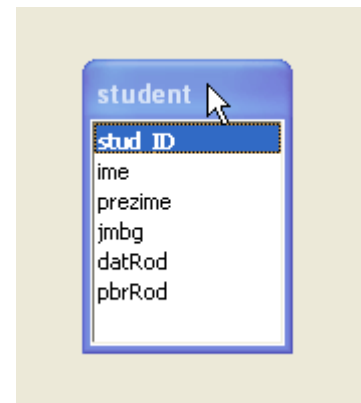 student
stud_ID
ime
prezime
jmbg
datRod
pbrRod